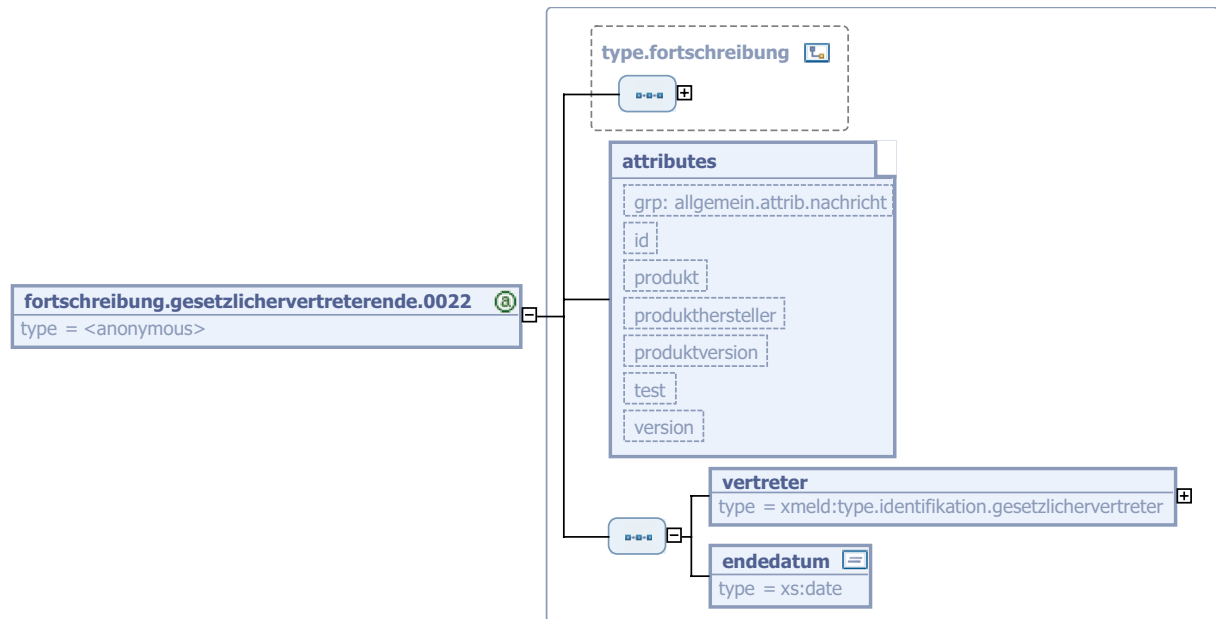 type.fortschreibung
attributes
grp: allgemein.attrib.nachricht
id
produkt
produkthersteller
produktversion
test
version
fortschreibung.gesetzlichervertreterende.0022 a
type = <anonymous>
vertreter
type = xmeld:type.identifikation.gesetzlichervertreter
endedatum
type = xs:date